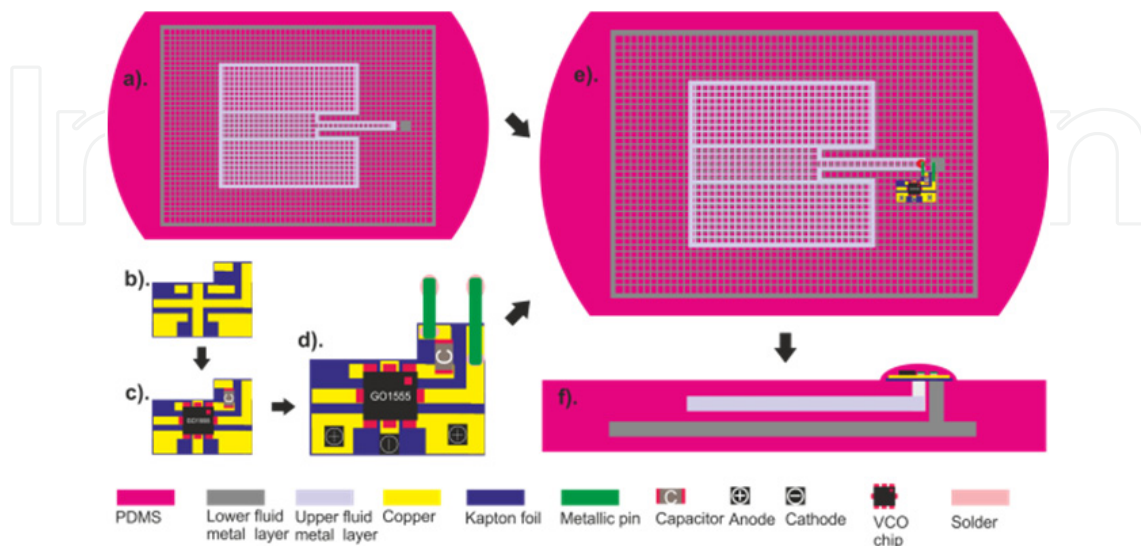 a).
e).
b).
c).
d).
f).
C
GO1555
C
GO1555
PDMS
Lower fluid
metal layer
Upper fluid
metal layer
Copper
Kapton foil
Metallic pin
C
Capacitor
Anode
Cathode
VCO
chip
Solder